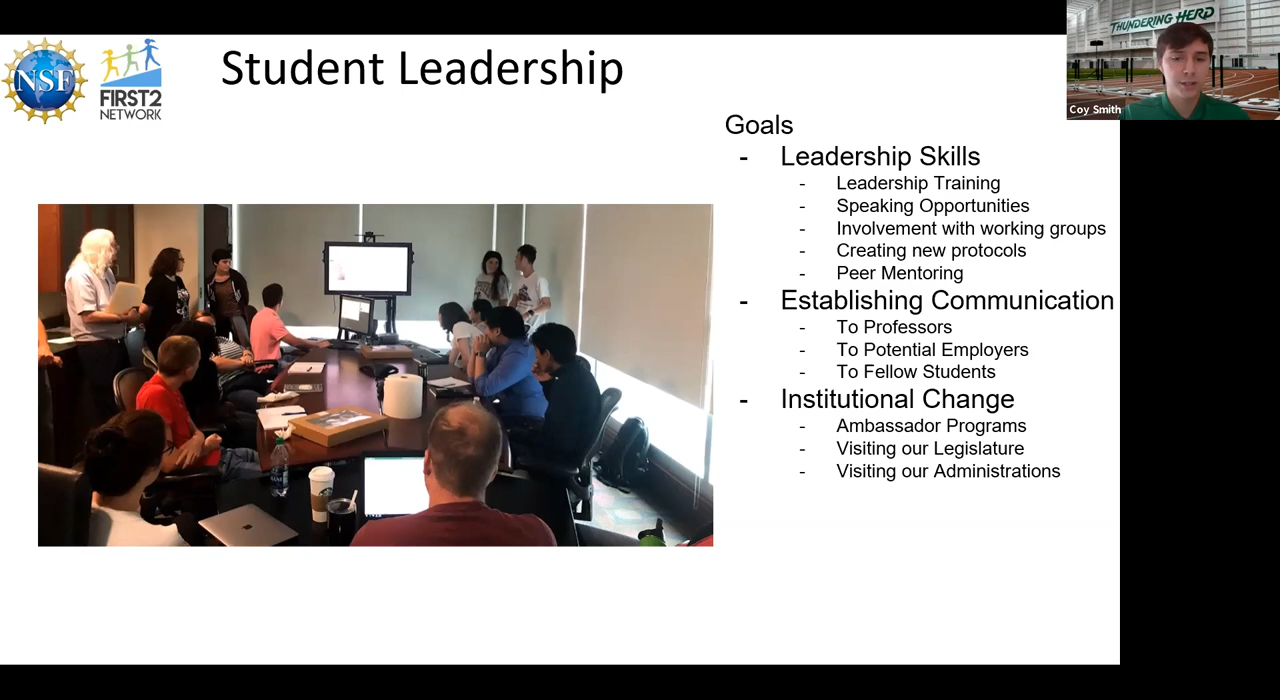 Student Leadership
NSF
FIRST2
NETWORK
THUNDERING HERD
Coy Smith
Goals
- Leadership Skills
- Leadership Training
- Speaking Opportunities
- Involvement with working groups
- Creating new protocols
- Peer Mentoring
- Establishing Communication
- To Professors
- To Potential Employers
- To Fellow Students
- Institutional Change
- Ambassador Programs
- Visiting our Legislature
- Visiting our Administrations